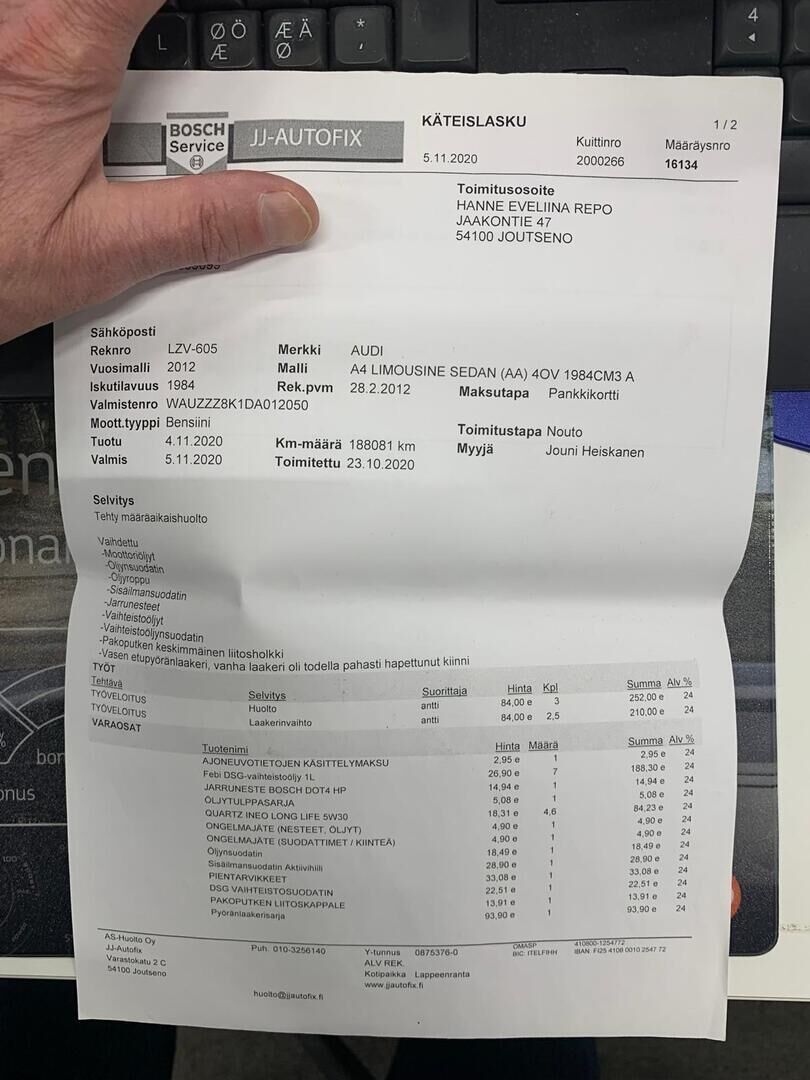 L
Ø Ö
Æ
Æ Ä
Ø
*
,
4
BOSCH
Service
JJ-AUTOFIX
KÄTEISLASKU
1 / 2
5.11.2020
Kuittinro
2000266
Määräysnro
16134
Toimitusosoite
HANNE EVELIINA REPO
JAAKONTIE 47
54100 JOUTSENO
Sähköposti
Reknro LZV-605 Merkki AUDI
Vuosimalli 2012 Malli A4 LIMOUSINE SEDAN (AA) 4OV 1984CM3 A
Iskutilavuus 1984 Rek.pvm 28.2.2012 Maksutapa Pankkikortti
Valmistenro WAUZZZ8K1DA012050
Moott.tyyppi Bensiini Toimitustapa Nouto
Tuotu 4.11.2020 Km-määrä 188081 km Myyjä Jouni Heiskanen
Valmis 5.11.2020 Toimitettu 23.10.2020
Selvitys
Tehty määräaikaishuolto
Vaihdettu
-Moottoriöljyt
-Öljynsuodatin
-Öljyroppu
-Sisäilmansuodatin
-Jarrunesteet
-Vaihteistoöljyt
-Vaihteistoöljynsuodatin
-Pakoputken keskimmäinen liitosholkki
-Vasen etupyöränlaakeri, vanha laakeri oli todella pahasti hapettunut kiinni
TYÖT
Tehtävä Selvitys Suorittaja Hinta Kpl Summa Alv %
TYÖVELOITUS Huolto antti 84,00 e 3 252,00 e 24
TYÖVELOITUS Laakerinvaihto antti 84,00 e 2,5 210,00 e 24
VARAOSAT
Tuotenimi Hinta Määrä Summa Alv %
AJONEUVOTIETOJEN KÄSITTELYMAKSU 2,95 e 1 2,95 e 24
Febi DSG-vaihteistoöljy 1L 26,90 e 7 188,30 e 24
JARRUNESTE BOSCH DOT4 HP 14,94 e 1 14,94 e 24
ÖLJYTULPPASARJA 5,08 e 1 5,08 e 24
QUARTZ INEO LONG LIFE 5W30 18,31 e 4,6 84,23 e 24
ONGELMAJÄTE (NESTEET, ÖLJYT) 4,90 e 1 4,90 e 24
ONGELMAJÄTE (SUODATTIMET / KIINTEÄ) 4,90 e 1 4,90 e 24
Öljynsuodatin 18,49 e 1 18,49 e 24
Sisäilmansuodatin Aktiivihiili 28,90 e 1 28,90 e 24
PIENTARVIKKEET 33,08 e 1 33,08 e 24
DSG VAIHTEISTOSUODATIN 22,51 e 1 22,51 e 24
PAKOPUTKEN LIITOSKAPPALE 13,91 e 1 13,91 e 24
Pyöränlaakerisarja 93,90 e 1 93,90 e 24
AS-Huolto Oy
JJ-Autofix
Varastokatu 2 C
54100 Joutseno
Puh. 010-3256140
huolto@jjautofix.fi
Y-tunnus 0875376-0
ALV REK.
Kotipaikka Lappeenranta
www.jjautofix.fi
OMASP 410800-1254772
BIC: ITELFIHH IBAN: FI25 4108 0010 2547 72
en
onai
bon
onus
%
100